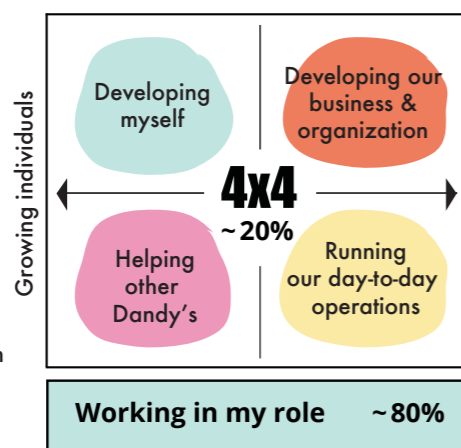 Growing individuals
Developing
myself
Developing our
business &
organization
4x4
~20%
Helping
other
Dandy’s
Running
our day-to-day
operations
Working in my role ~80%